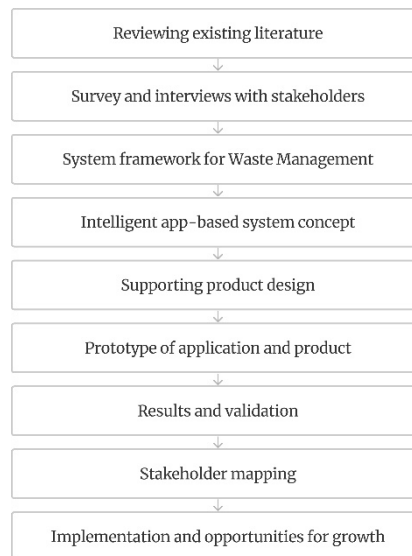 Reviewing existing literature
Survey and interviews with stakeholders
System framework for Waste Management
Intelligent app-based system concept
Supporting product design
Prototype of application and product
Results and validation
Stakeholder mapping
Implementation and opportunities for growth